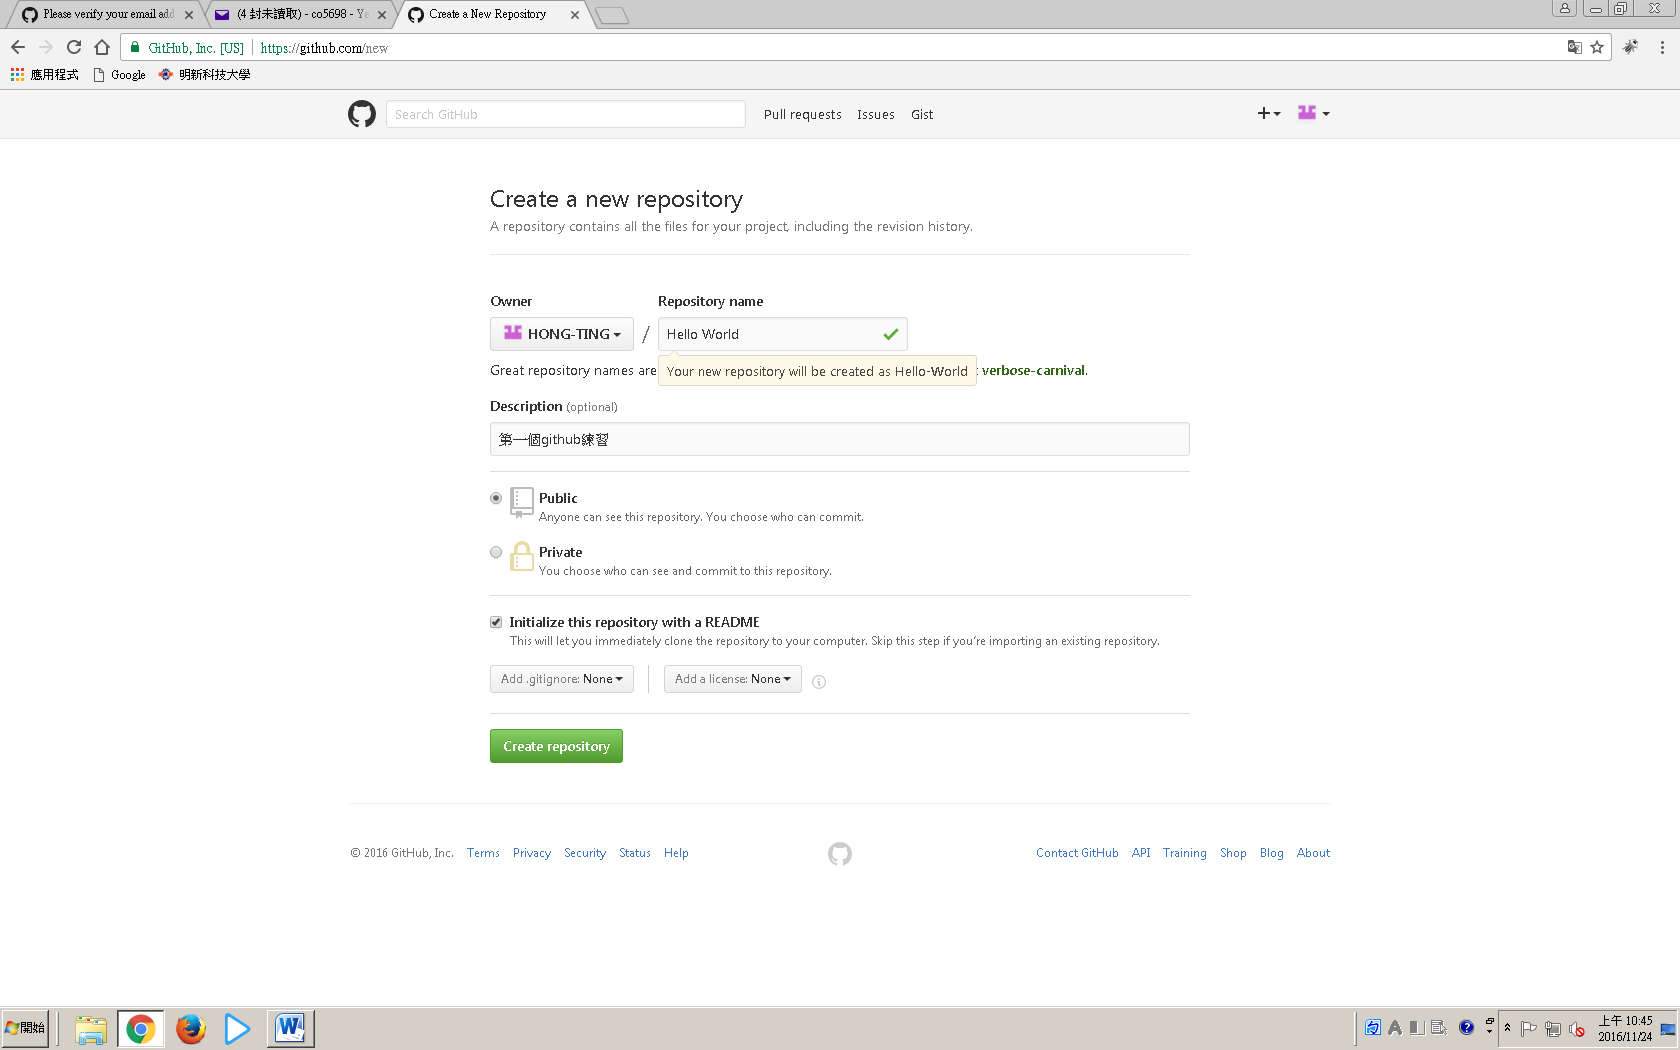 Please verify your email add
(4 封未讀取) - co5698 - Ya
Create a New Repository
GitHub, Inc. [US]
https://github.com/new
應用程式
Google
明新科技大學
Search GitHub
Pull requests
Issues
Gist
Create a new repository
A repository contains all the files for your project, including the revision history.
Owner
Repository name
HONG-TING
/
Hello World
Great repository names are
Your new repository will be created as Hello-World
verbose-carnival.
Description (optional)
第一個github練習
Public
Anyone can see this repository. You choose who can commit.
Private
You choose who can see and commit to this repository.
Initialize this repository with a README
This will let you immediately clone the repository to your computer. Skip this step if you're importing an existing repository.
Add .gitignore: None
Add a license: None
Create repository
© 2016 GitHub, Inc.
Terms
Privacy
Security
Status
Help
Contact GitHub
API
Training
Shop
Blog
About
開始
上午 10:45
2016/11/24